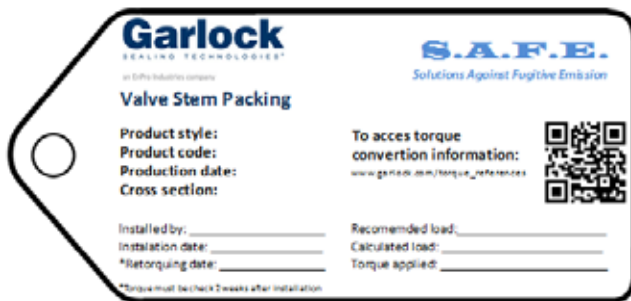 Garlock
SEALING TECHNOLOGIES®
an EnPro Industries company
Valve Stem Packing
S.A.F.E.
Solutions Against Fugitive Emission
Product style:
Product code:
Production date:
Cross section:
To acces torque
convertion information:
www.garlock.com/torque_references
Installed by:
Instalation date:
*Retorquing date:
*Torque must be check 2 weeks after installation
Recomemded load:
Calculated load:
Torque applied: